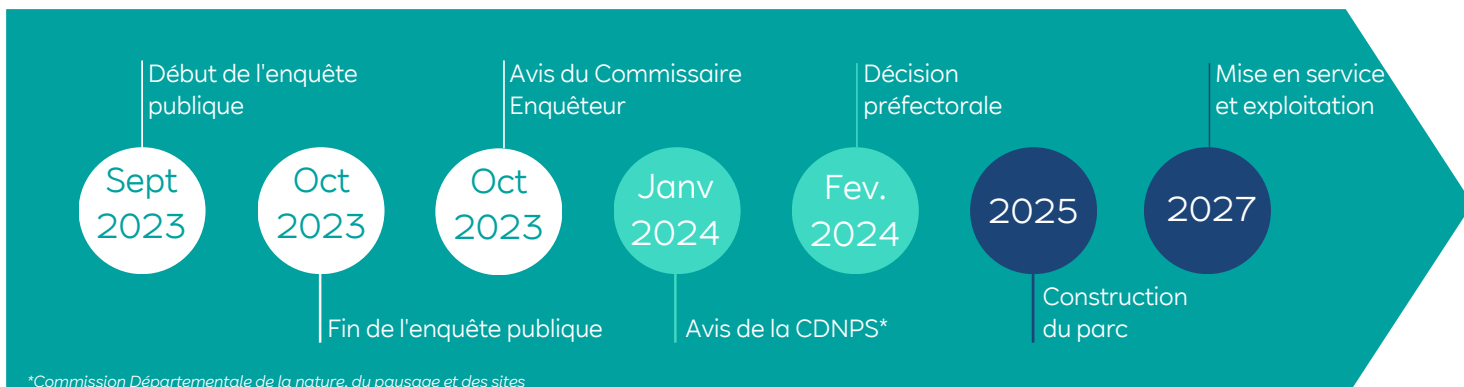 Début de l'enquête
publique
Avis du Commissaire
Enquêteur
Décision
préfectorale
Mise en service
et exploitation
Sept
2023
Oct
2023
Oct
2023
Janv
2024
Fev.
2024
2025
2027
Fin de l'enquête publique
Avis de la CDNPS*
Construction
du parc
*Commission Départementale de la nature, du paysage et des sites